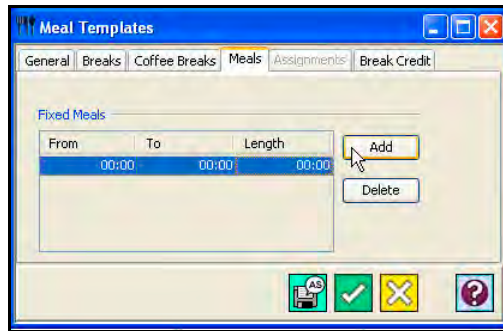 Meal Templates
General Breaks Coffee Breaks Meals Assignments Break Credit
Fixed Meals
From To Length
00:00 00:00 00:00
Add
Delete
AS
?